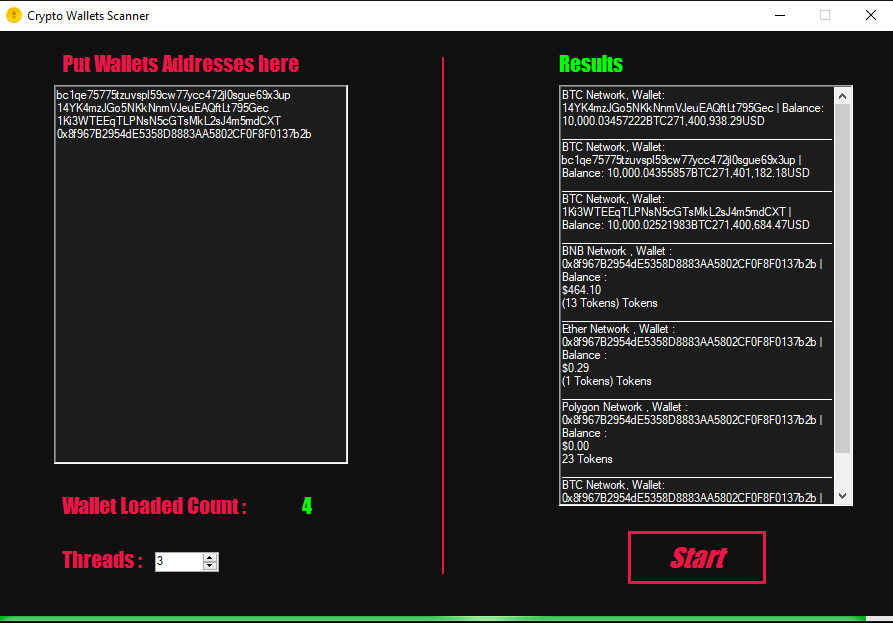 Crypto Wallets Scanner
Put Wallets Addresses here
bc1qe75775tzuvspl59cw77ycc472jl0sgue69x3up
14YK4mzJGo5NKkNnmVJeuEAQftLt795Gec
1Ki3WTEEqTLPNsN5cGTsMkL2sJ4m5mdCXT
0x8f967B2954dE5358D8883AA5802CF0F8F0137b2b
Wallet Loaded Count :
4
Threads :
3
Results
BTC Network, Wallet:
14YK4mzJGo5NKkNnmVJeuEAQftLt795Gec | Balance:
10,000.03457222BTC271,400,938.29USD
BTC Network, Wallet:
bc1qe75775tzuvspl59cw77ycc472jl0sgue69x3up |
Balance: 10,000.04355857BTC271,401,182.18USD
BTC Network, Wallet:
1Ki3WTEEqTLPNsN5cGTsMkL2sJ4m5mdCXT |
Balance: 10,000.02521983BTC271,400,684.47USD
BNB Network , Wallet :
0x8f967B2954dE5358D8883AA5802CF0F8F0137b2b |
Balance :
$464.10
(13 Tokens) Tokens
Ether Network , Wallet :
0x8f967B2954dE5358D8883AA5802CF0F8F0137b2b |
Balance :
$0.29
(1 Tokens) Tokens
Polygon Network , Wallet :
0x8f967B2954dE5358D8883AA5802CF0F8F0137b2b |
Balance :
$0.00
23 Tokens
BTC Network, Wallet:
0x8f967B2954dE5358D8883AA5802CF0F8F0137b2b |
Start